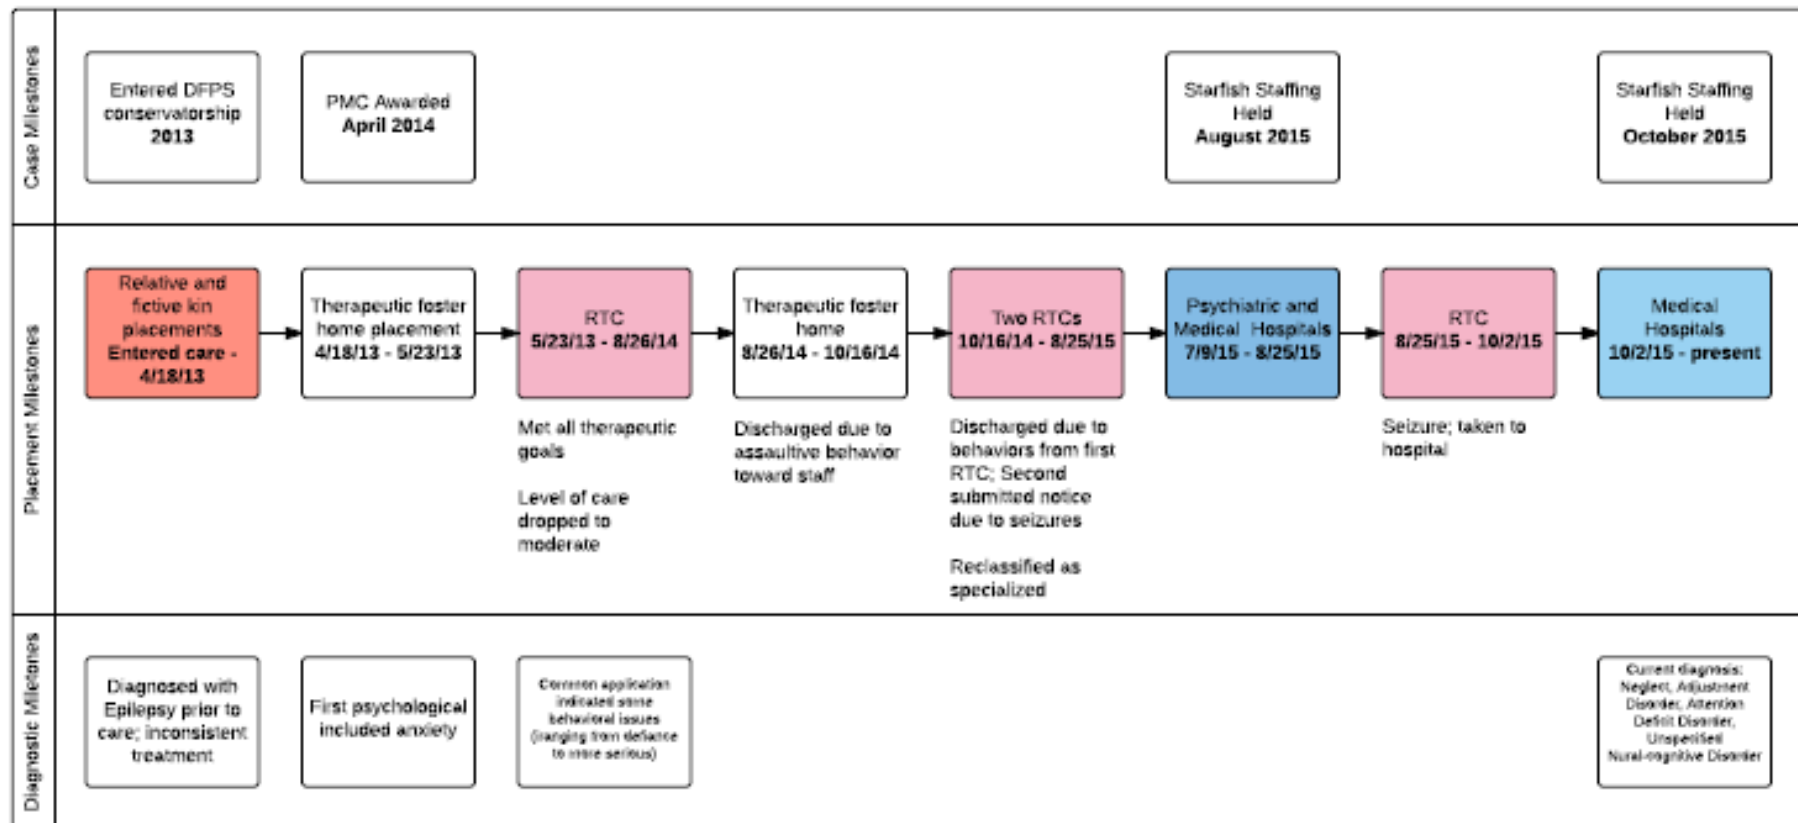 Case Milestones
Entered DFPS
conservatorship
2013
PMC Awarded
April 2014
Starfish Staffing
Held
August 2015
Starfish Staffing
Held
October 2015
Placement Milestones
Relative and
fictive kin
placements
Entered care -
4/18/13
Therapeutic foster
home placement
4/18/13 - 5/23/13
RTC
5/23/13 - 8/26/14
Therapeutic foster
home
8/26/14 - 10/16/14
Two RTCs
10/16/14 - 8/25/15
Psychiatric and
Medical Hospitals
7/9/15 - 8/25/15
RTC
8/25/15 - 10/2/15
Medical
Hospitals
10/2/15 - present
Met all therapeutic
goals
Level of care
dropped to
moderate
Discharged due to
assaultive behavior
toward staff
Discharged due to
behaviors from first
RTC; Second
submitted notice
due to seizures
Reclassified as
specialized
Seizure; taken to
hospital
Diagnostic Miletones
Diagnosed with
Epilepsy prior to
care; inconsistent
treatment
First psychological
included anxiety
Common application
indicated some
behavioral issues
(ranging from defiance
to more serious)
Current diagnosis:
Neglect, Adjustment
Disorder, Attention
Deficit Disorder,
Unspecified
Nural-cognitive Disorder